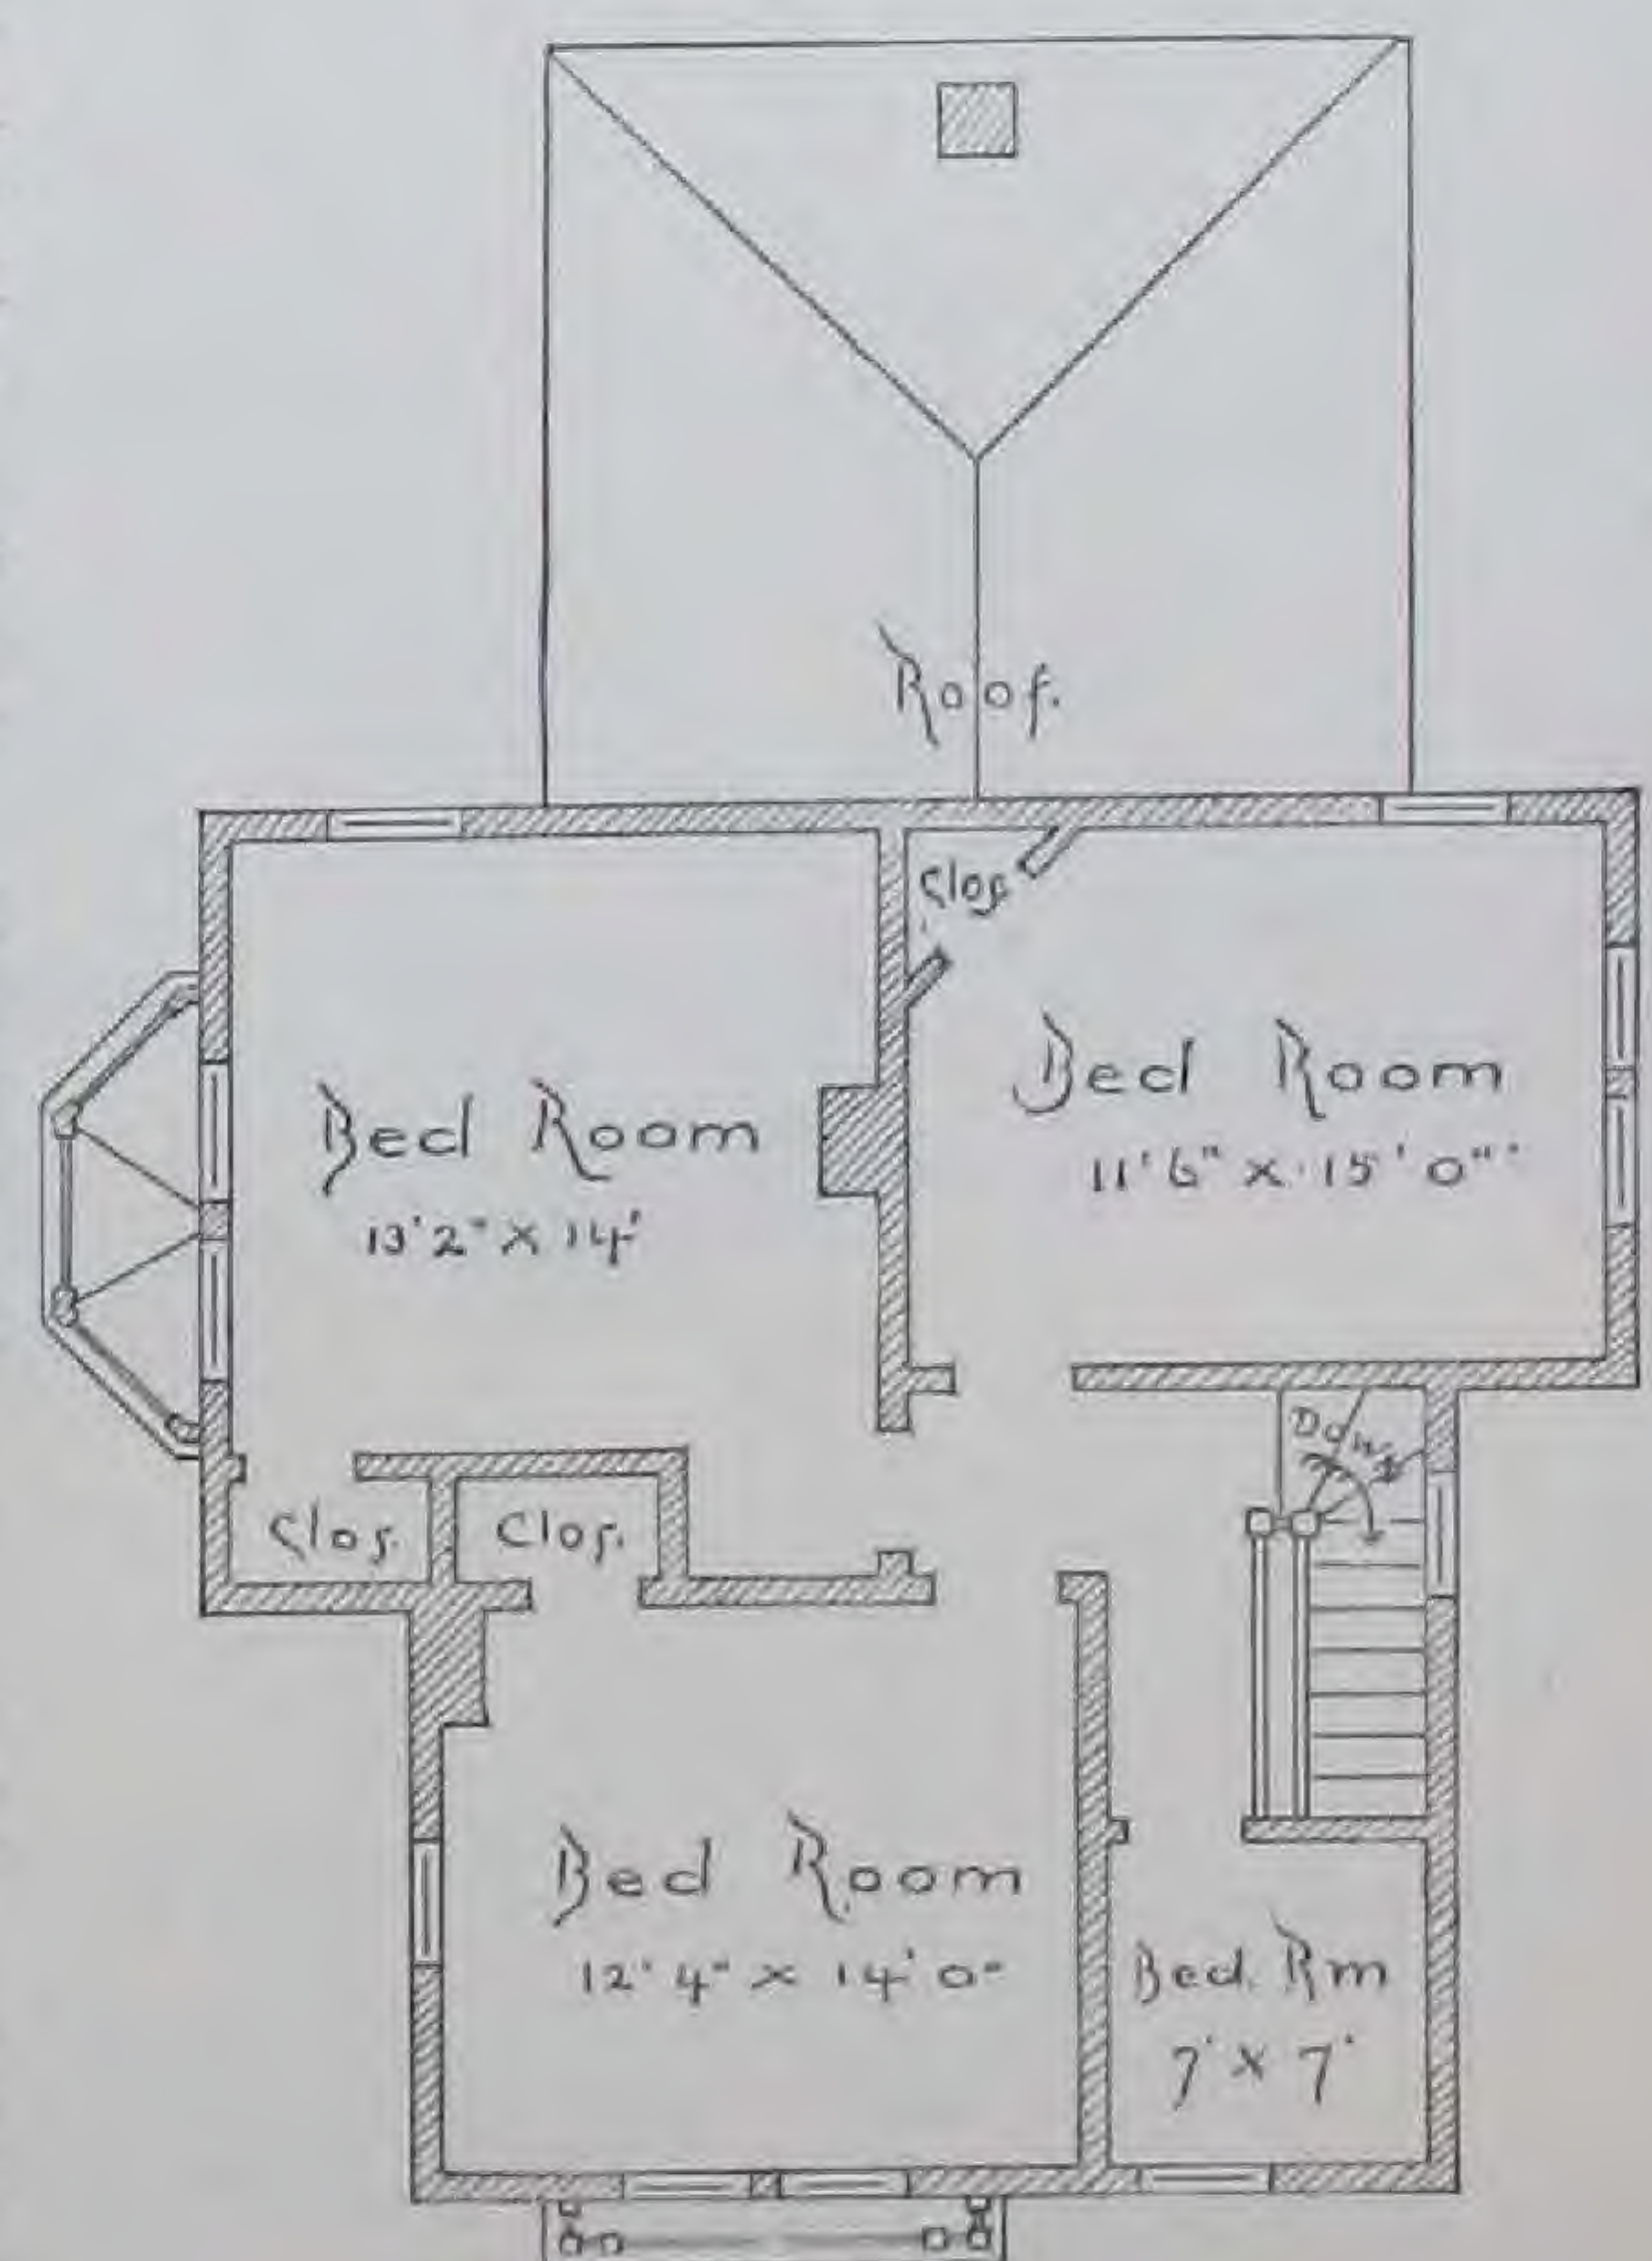 Roof.
Clos.
Bed Room
11' 6" x 15' 0"
Bed Room
13' 2" x 14'
Down
Clos.
Clos.
Bed Room
12' 4" x 14' 0"
Bed. Rm
7' x 7'